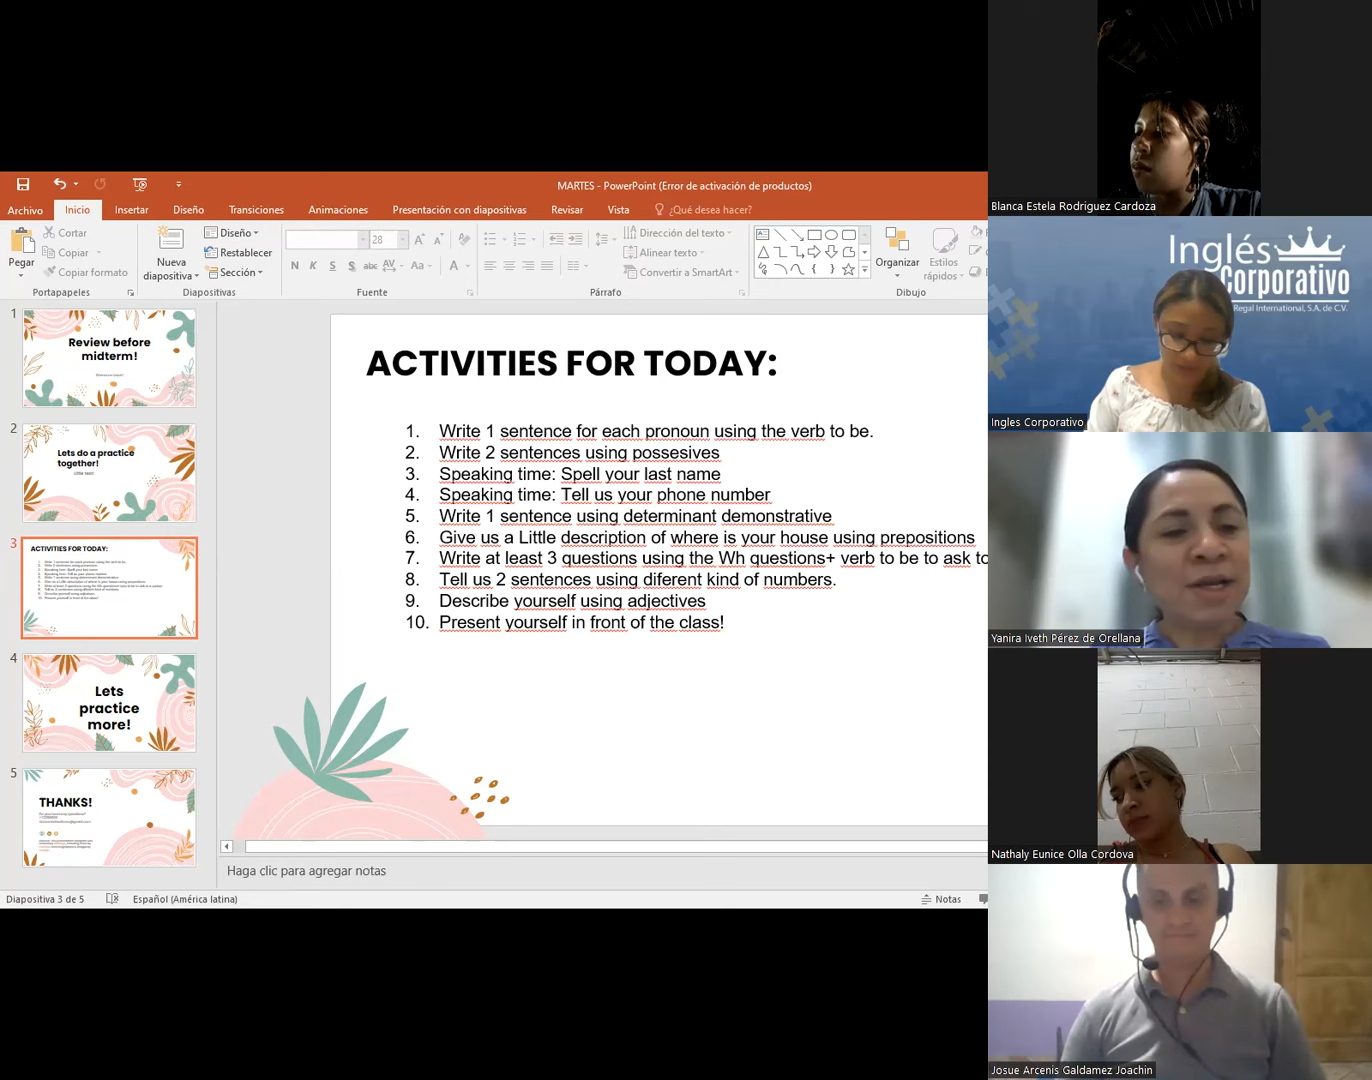 MARTES - PowerPoint (Error de activación de productos)
Archivo
Inicio
Insertar
Diseño
Transiciones
Animaciones
Presentación con diapositivas
Revisar
Vista
¿Qué desea hacer?
Pegar
Cortar
Copiar
Copiar formato
Portapapeles
Nueva
diapositiva
Diseño
Restablecer
Sección
Diapositivas
28
N K S S abc AV Aa A
Fuente
Dirección del texto
Alinear texto
Convertir a SmartArt
Párrafo
Organizar
Estilos
rápidos
Dibujo
1
Review before
midterm!
2
Lets do a practice
together!
3
ACTIVITIES FOR TODAY:
4
Lets
practice
more!
5
THANKS!
ACTIVITIES FOR TODAY:
1. Write 1 sentence for each pronoun using the verb to be.
2. Write 2 sentences using possesives
3. Speaking time: Spell your last name
4. Speaking time: Tell us your phone number
5. Write 1 sentence using determinant demonstrative
6. Give us a Little description of where is your house using prepositions
7. Write at least 3 questions using the Wh questions+ verb to be to ask to
8. Tell us 2 sentences using diferent kind of numbers.
9. Describe yourself using adjectives
10. Present yourself in front of the class!
Haga clic para agregar notas
Diapositiva 3 de 5
Español (América latina)
Notas
Blanca Estela Rodriguez Cardoza
Inglés
Corporativo
Regal International, S.A. de C.V.
Ingles Corporativo
Yanira Iveth Pérez de Orellana
Nathaly Eunice Olla Cordova
Josue Arcenis Galdamez Joachin